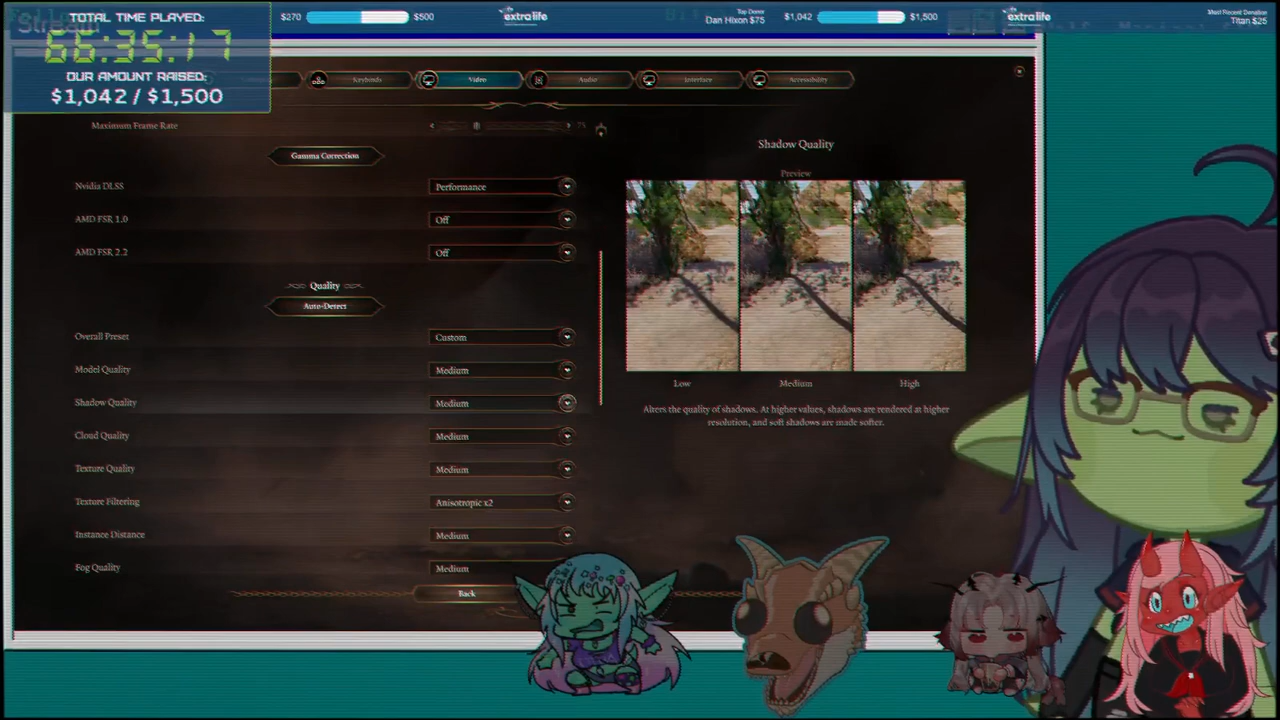 Stream
TOTAL TIME PLAYED:
66:35:17
OUR AMOUNT RAISED:
$1,042 / $1,500
$270
$500
extralife
Top Donor
Dan Hixon $75
$1,042
$1,500
extralife
Most Recent Donation
Titan $25
Keybinds
Video
Audio
Interface
Accessibility
Maximum Frame Rate
75
Gamma Correction
Nvidia DLSS
Performance
AMD FSR 1.0
Off
AMD FSR 2.2
Off
Quality
Auto-Detect
Overall Preset
Custom
Model Quality
Medium
Shadow Quality
Medium
Cloud Quality
Medium
Texture Quality
Medium
Texture Filtering
Anisotropic x2
Instance Distance
Medium
Fog Quality
Medium
Back
Shadow Quality
Preview
Low
Medium
High
Alters the quality of shadows. At higher values, shadows are rendered at higher
resolution, and soft shadows are made softer.